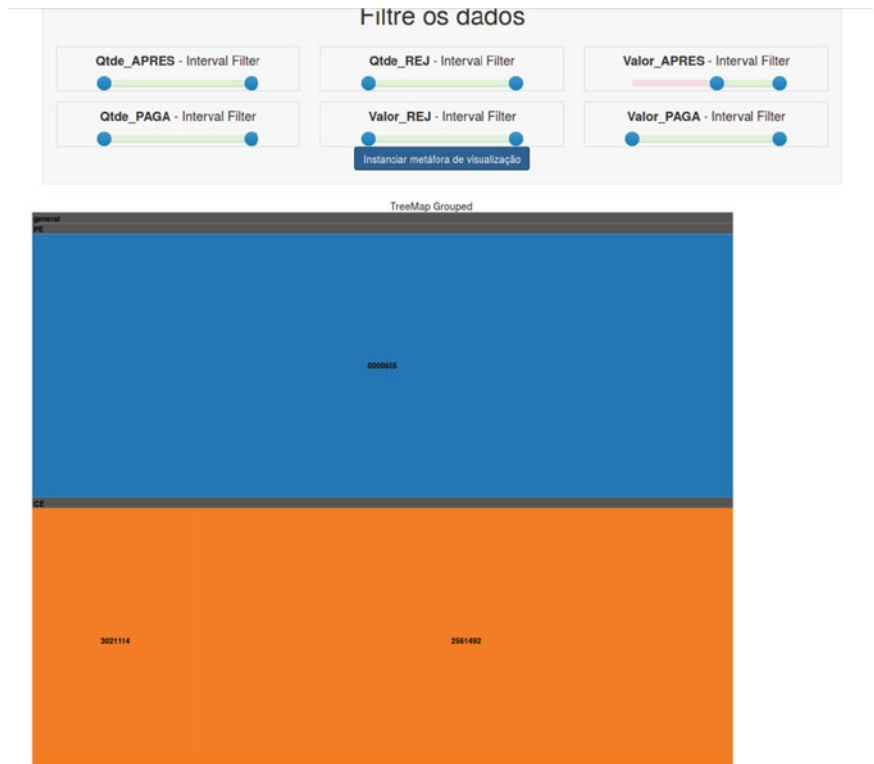 Filtre os dados
Qtde_APRES - Interval Filter
Qtde_REJ - Interval Filter
Valor_APRES - Interval Filter
Qtde_PAGA - Interval Filter
Valor_REJ - Interval Filter
Valor_PAGA - Interval Filter
Instanciar metáfora de visualização
TreeMap Grouped
general
PE
0000655
CE
3021114
2561492